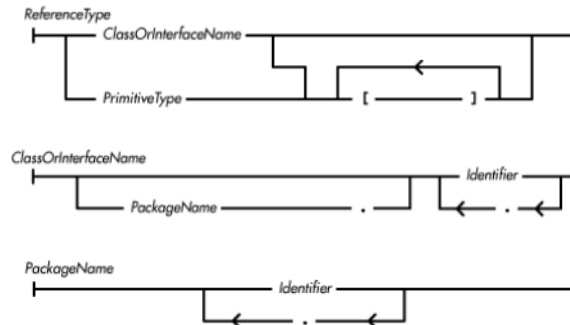 ReferenceType
ClassOrInterfaceName
PrimitiveType [ ]
ClassOrInterfaceName
Identifier
PackageName . .
PackageName
Identifier
.